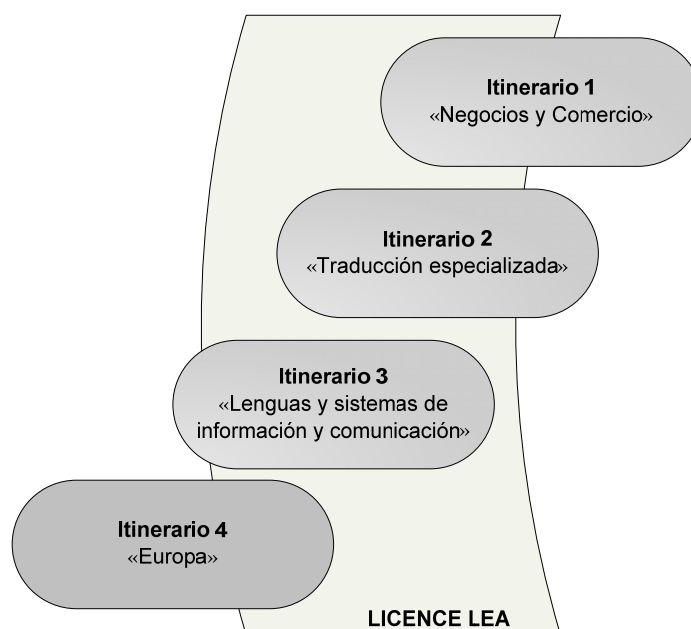 Itinerario 1
«Negocios y Comercio»
Itinerario 2
«Traducción especializada»
Itinerario 3
«Lenguas y sistemas de
información y comunicación»
Itinerario 4
«Europa»
LICENCE LEA